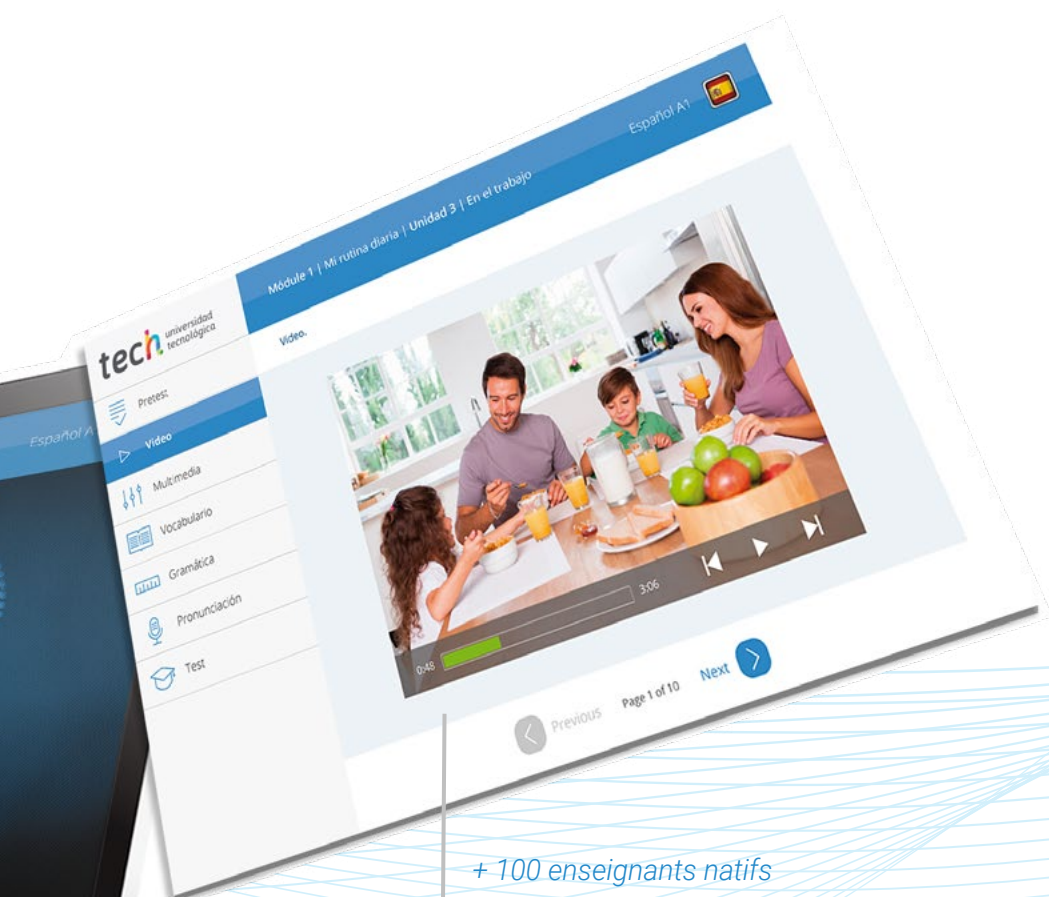 Español A1
Módule 1 | Mi rutina diaria | Unidad 3 | En el trabajo
tech universidad tecnológica
Video.
Pretest
Video
Multimedia
Vocabulario
Gramática
Pronunciación
Test
0:48
3:06
Previous
Page 1 of 10
Next
Español A
+ 100 enseignants natifs